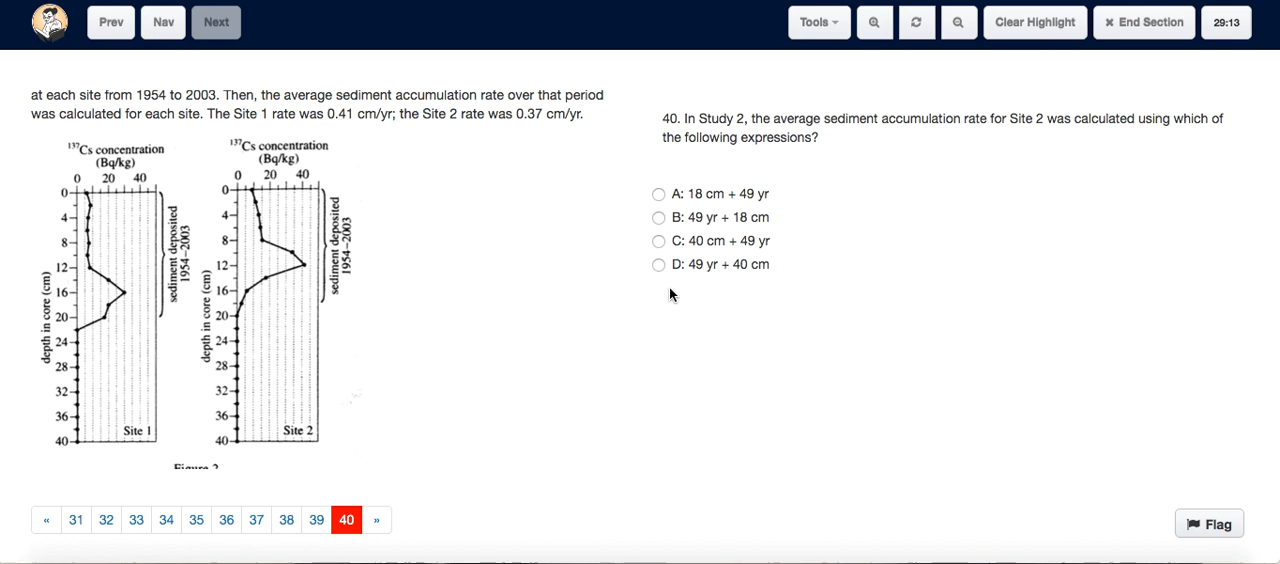 Prev Nav Next Tools Clear Highlight × End Section 29:13
at each site from 1954 to 2003. Then, the average sediment accumulation rate over that period
was calculated for each site. The Site 1 rate was 0.41 cm/yr; the Site 2 rate was 0.37 cm/yr.
137Cs concentration
(Bq/kg)
0 20 40
0
4
8
12
16
20
24
28
32
36
40
depth in core (cm)
sediment deposited
1954–2003
Site 1
137Cs concentration
(Bq/kg)
0 20 40
0
4
8
12
16
20
24
28
32
36
40
depth in core (cm)
sediment deposited
1954–2003
Site 2
Figure 2
40. In Study 2, the average sediment accumulation rate for Site 2 was calculated using which of
the following expressions?
A: 18 cm + 49 yr
B: 49 yr + 18 cm
C: 40 cm + 49 yr
D: 49 yr + 40 cm
« 31 32 33 34 35 36 37 38 39 40 »
Flag